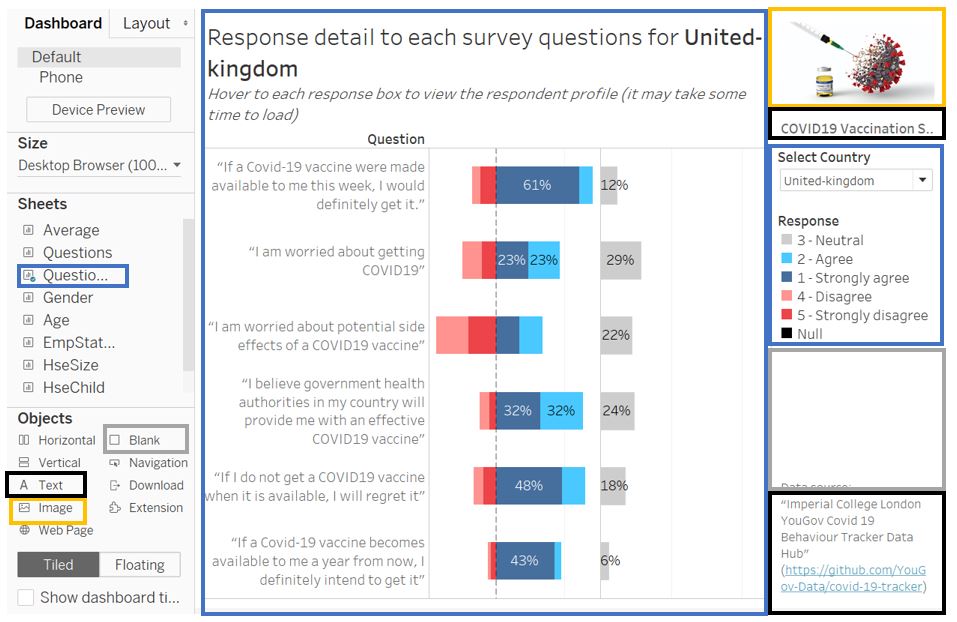 Dashboard
Layout
Default
Phone
Device Preview
Size
Desktop Browser (100...
Sheets
Average
Questions
Questio...
Gender
Age
EmpStat...
HseSize
HseChild
Objects
Horizontal
Blank
Vertical
Navigation
A Text
Download
Image
Extension
Web Page
Tiled
Floating
Show dashboard ti...
Response detail to each survey questions for United-
kingdom
Hover to each response box to view the respondent profile (it may take some
time to load)
Question
“If a Covid-19 vaccine were made
available to me this week, I would
definitely get it.”
61%
12%
“I am worried about getting
COVID19”
23%
23%
29%
“I am worried about potential side
effects of a COVID19 vaccine”
22%
“I believe government health
authorities in my country will
provide me with an effective
COVID19 vaccine”
32%
32%
24%
“If I do not get a COVID19 vaccine
when it is available, I will regret it”
48%
18%
“If a Covid-19 vaccine becomes
available to me a year from now, I
definitely intend to get it”
43%
6%
COVID19 Vaccination S..
Select Country
United-kingdom
Response
3 - Neutral
2 - Agree
1 - Strongly agree
4 - Disagree
5 - Strongly disagree
Null
Data source:
“Imperial College London
YouGov Covid 19
Behaviour Tracker Data
Hub”
(https://github.com/YouG
ov-Data/covid-19-tracker)